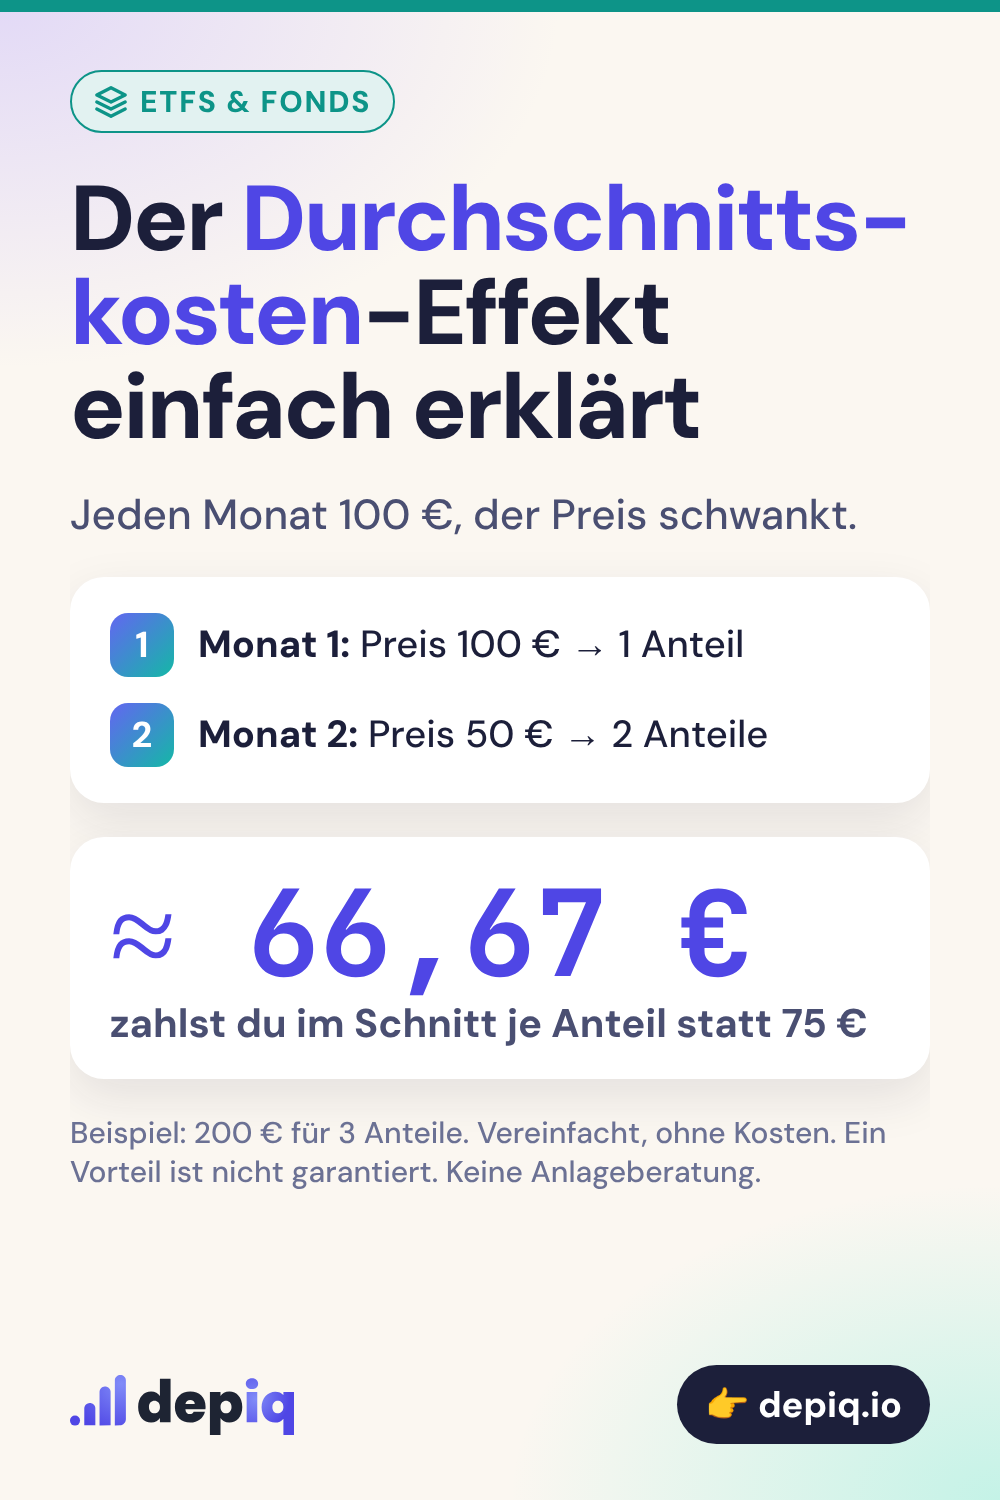 ETFS & FONDS
Der Durchschnitts-
kosten-Effekt
einfach erklärt
Jeden Monat 100 €, der Preis schwankt.
1 Monat 1: Preis 100 € → 1 Anteil
2 Monat 2: Preis 50 € → 2 Anteile
≈ 66,67 €
zahlst du im Schnitt je Anteil statt 75 €
Beispiel: 200 € für 3 Anteile. Vereinfacht, ohne Kosten. Ein
Vorteil ist nicht garantiert. Keine Anlageberatung.
depiq
👉 depiq.io